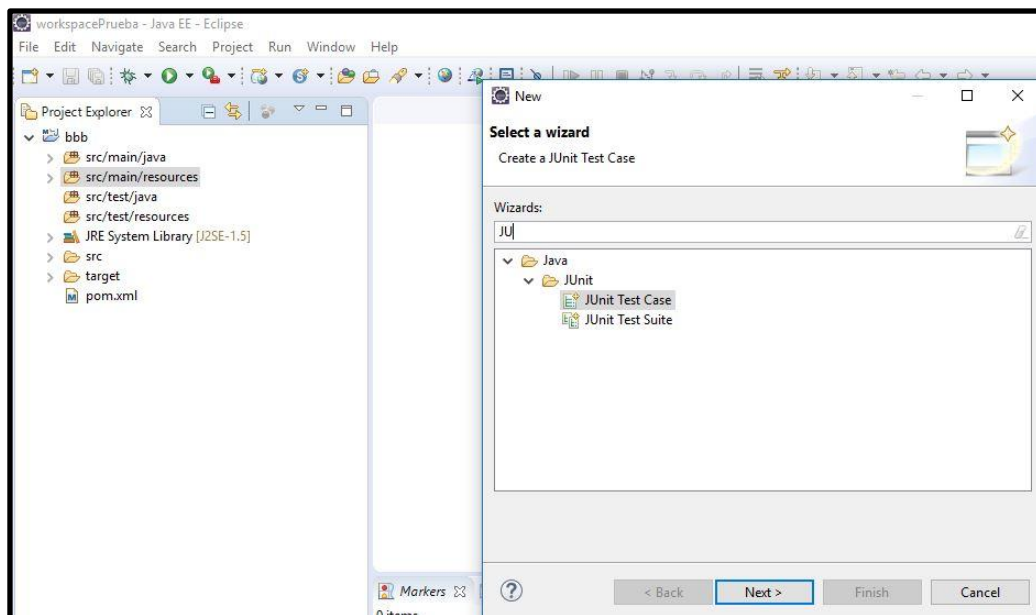 workspacePrueba - Java EE - Eclipse
File Edit Navigate Search Project Run Window Help
Project Explorer
bbb
src/main/java
src/main/resources
src/test/java
src/test/resources
JRE System Library [J2SE-1.5]
src
target
pom.xml
New
Select a wizard
Create a JUnit Test Case
Wizards:
JU
Java
JUnit
JUnit Test Case
JUnit Test Suite
Markers
0 items
? < Back Next > Finish Cancel